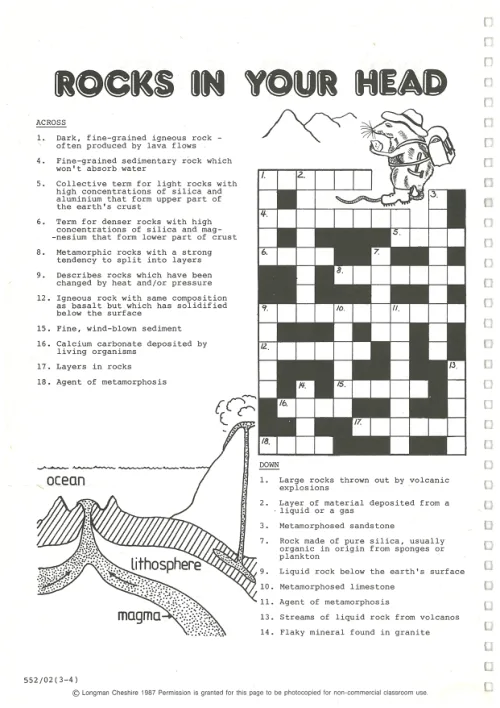 ROCKS IN YOUR HEAD
ACROSS
1. Dark, fine-grained igneous rock -
often produced by lava flows
4. Fine-grained sedimentary rock which
won't absorb water
5. Collective term for light rocks with
high concentrations of silica and
aluminium that form upper part of
the earth's crust
6. Term for denser rocks with high
concentrations of silica and mag-
-nesium that form lower part of crust
8. Metamorphic rocks with a strong
tendency to split into layers
9. Describes rocks which have been
changed by heat and/or pressure
12. Igneous rock with same composition
as basalt but which has solidified
below the surface
15. Fine, wind-blown sediment
16. Calcium carbonate deposited by
living organisms
17. Layers in rocks
18. Agent of metamorphosis
1. 2.
3.
4.
5.
6. 7.
8.
9. 10. 11.
12.
13.
14. 15.
16.
17.
18.
DOWN
1. Large rocks thrown out by volcanic
explosions
2. Layer of material deposited from a
liquid or a gas
3. Metamorphosed sandstone
7. Rock made of pure silica, usually
organic in origin from sponges or
plankton
9. Liquid rock below the earth's surface
10. Metamorphosed limestone
11. Agent of metamorphosis
13. Streams of liquid rock from volcanos
14. Flaky mineral found in granite
ocean
lithosphere
magma
552/02(3-4)
© Longman Cheshire 1987 Permission is granted for this page to be photocopied for non-commercial classroom use.